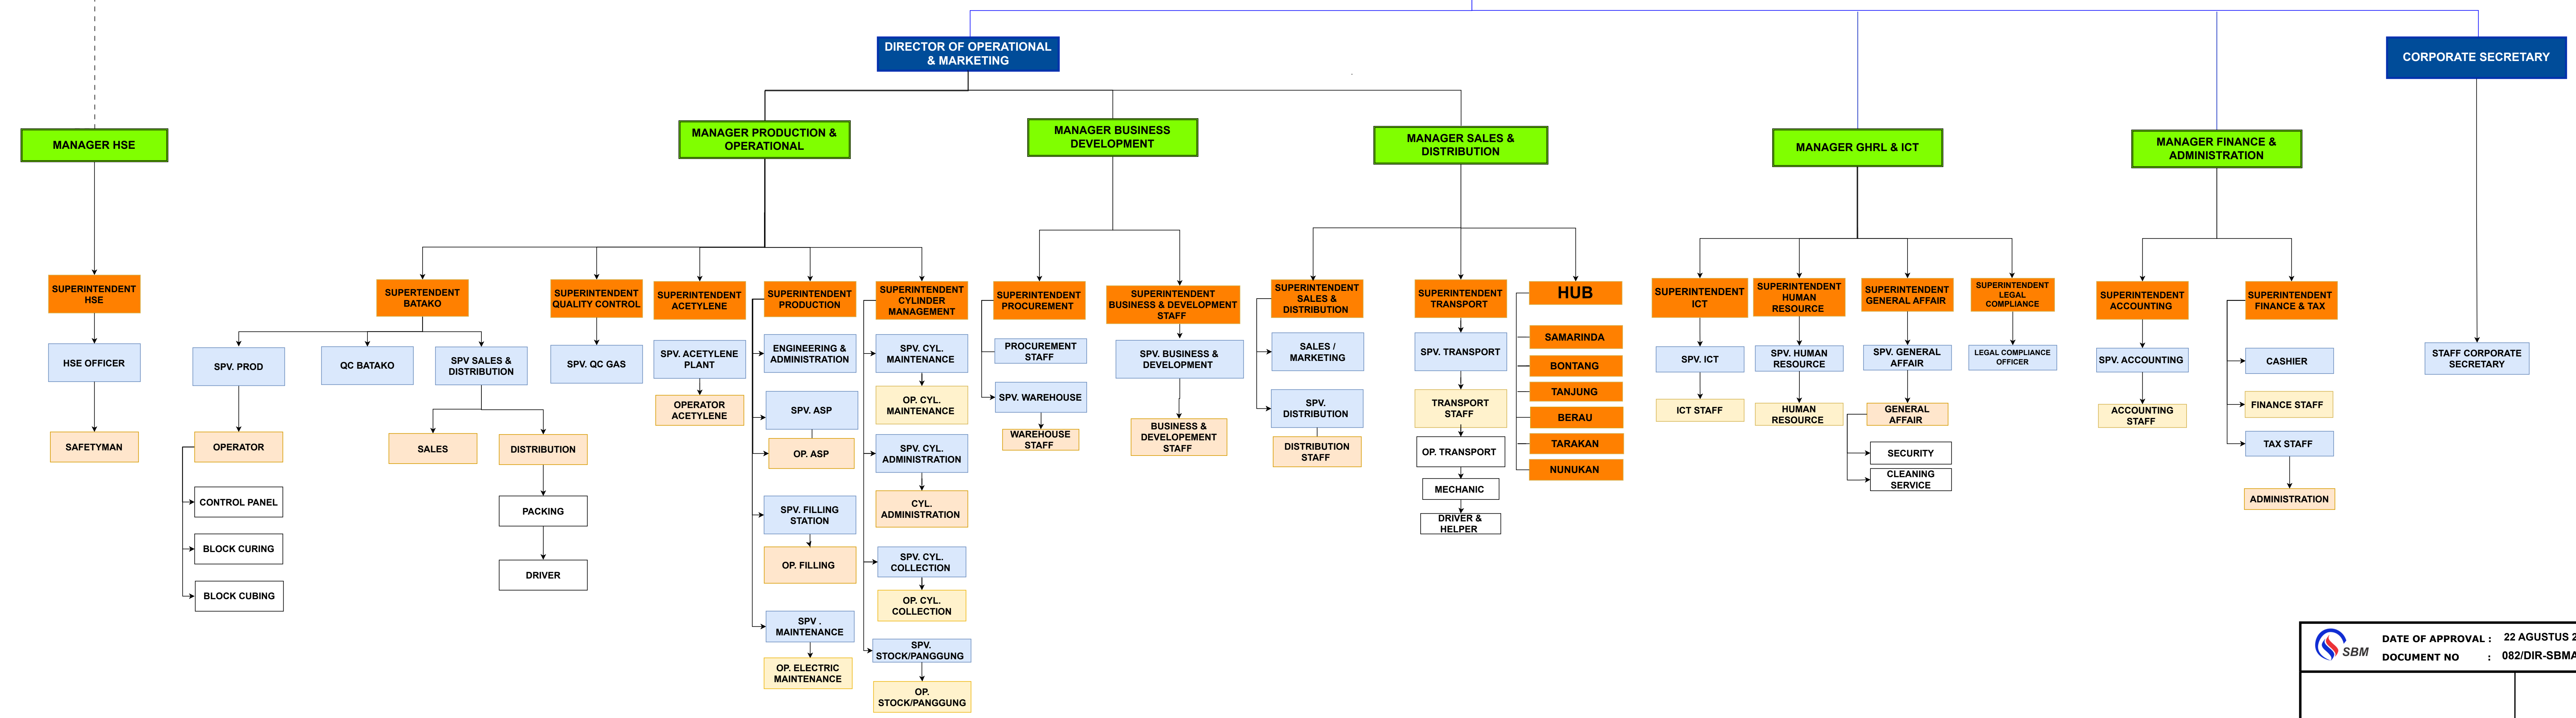 DIRECTOR OF OPERATIONAL
& MARKETING
CORPORATE SECRETARY
MANAGER HSE
MANAGER PRODUCTION &
OPERATIONAL
MANAGER BUSINESS
DEVELOPMENT
MANAGER SALES &
DISTRIBUTION
MANAGER GHRL & ICT
MANAGER FINANCE &
ADMINISTRATION
SUPERINTENDENT
HSE
HSE OFFICER
SAFETYMAN
SUPERTENDENT
BATAKO
SPV. PROD
OPERATOR
CONTROL PANEL
BLOCK CURING
BLOCK CUBING
QC BATAKO
SPV SALES &
DISTRIBUTION
SALES
DISTRIBUTION
PACKING
DRIVER
SUPERINTENDENT
QUALITY CONTROL
SPV. QC GAS
SUPERINTENDENT
ACETYLENE
SPV. ACETYLENE
PLANT
OPERATOR
ACETYLENE
SUPERINTENDENT
PRODUCTION
ENGINEERING &
ADMINISTRATION
SPV. ASP
OP. ASP
SPV. FILLING
STATION
OP. FILLING
SPV .
MAINTENANCE
OP. ELECTRIC
MAINTENANCE
SUPERINTENDENT
CYLINDER
MANAGEMENT
SPV. CYL.
MAINTENANCE
OP. CYL.
MAINTENANCE
SPV. CYL.
ADMINISTRATION
CYL.
ADMINISTRATION
SPV. CYL.
COLLECTION
OP. CYL.
COLLECTION
SPV.
STOCK/PANGGUNG
OP.
STOCK/PANGGUNG
SUPERINTENDENT
PROCUREMENT
PROCUREMENT
STAFF
SPV. WAREHOUSE
WAREHOUSE
STAFF
SUPERINTENDENT
BUSINESS & DEVELOPMENT
STAFF
SPV. BUSINESS &
DEVELOPMENT
BUSINESS &
DEVELOPEMENT
STAFF
SUPERINTENDENT
SALES &
DISTRIBUTION
SALES /
MARKETING
SPV.
DISTRIBUTION
DISTRIBUTION
STAFF
SUPERINTENDENT
TRANSPORT
SPV. TRANSPORT
TRANSPORT
STAFF
OP. TRANSPORT
MECHANIC
DRIVER &
HELPER
HUB
SAMARINDA
BONTANG
TANJUNG
BERAU
TARAKAN
NUNUKAN
SUPERINTENDENT
ICT
SPV. ICT
ICT STAFF
SUPERINTENDENT
HUMAN
RESOURCE
SPV. HUMAN
RESOURCE
HUMAN
RESOURCE
SUPERINTENDENT
GENERAL AFFAIR
SPV. GENERAL
AFFAIR
GENERAL
AFFAIR
SECURITY
CLEANING
SERVICE
SUPERINTENDENT
LEGAL
COMPLIANCE
LEGAL COMPLIANCE
OFFICER
SUPERINTENDENT
ACCOUNTING
SPV. ACCOUNTING
ACCOUNTING
STAFF
SUPERINTENDENT
FINANCE & TAX
CASHIER
FINANCE STAFF
TAX STAFF
ADMINISTRATION
STAFF CORPORATE
SECRETARY
SBM
DATE OF APPROVAL : 22 AGUSTUS 2
DOCUMENT NO : 082/DIR-SBMA